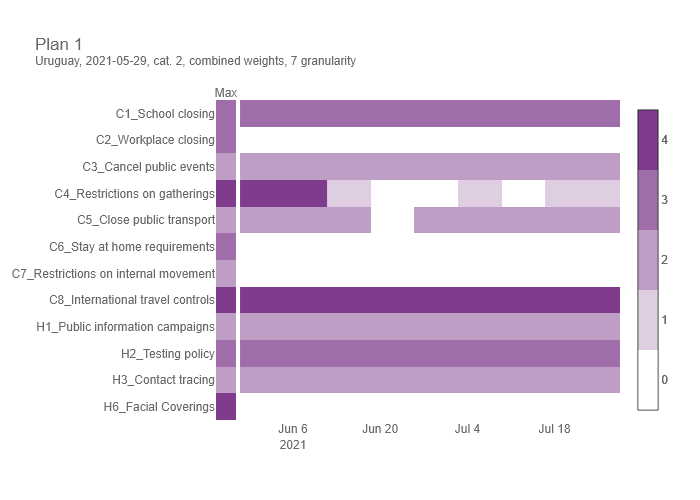 Plan 1
Uruguay, 2021-05-29, cat. 2, combined weights, 7 granularity
Max
C1_School closing
C2_Workplace closing
C3_Cancel public events
C4_Restrictions on gatherings
C5_Close public transport
C6_Stay at home requirements
C7_Restrictions on internal movement
C8_International travel controls
H1_Public information campaigns
H2_Testing policy
H3_Contact tracing
H6_Facial Coverings
4
3
2
1
0
Jun 6 Jun 20 Jul 4 Jul 18
2021